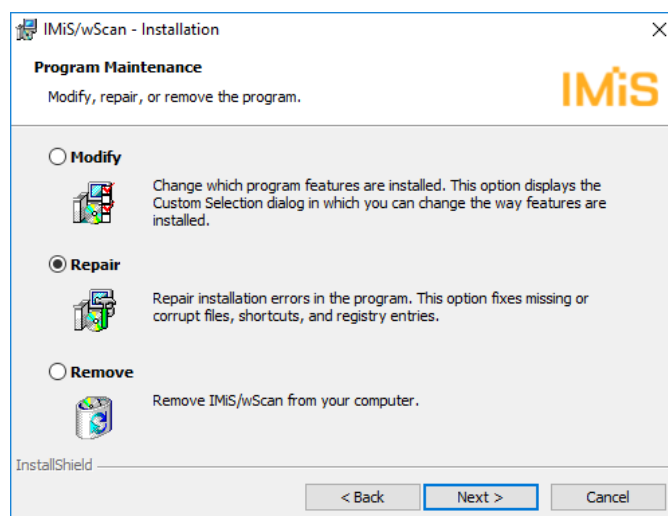 IMiS/wScan - Installation
Program Maintenance
Modify, repair, or remove the program.
IMiS
Modify
Change which program features are installed. This option displays the
Custom Selection dialog in which you can change the way features are
installed.
Repair
Repair installation errors in the program. This option fixes missing or
corrupt files, shortcuts, and registry entries.
Remove
Remove IMiS/wScan from your computer.
InstallShield
< Back
Next >
Cancel